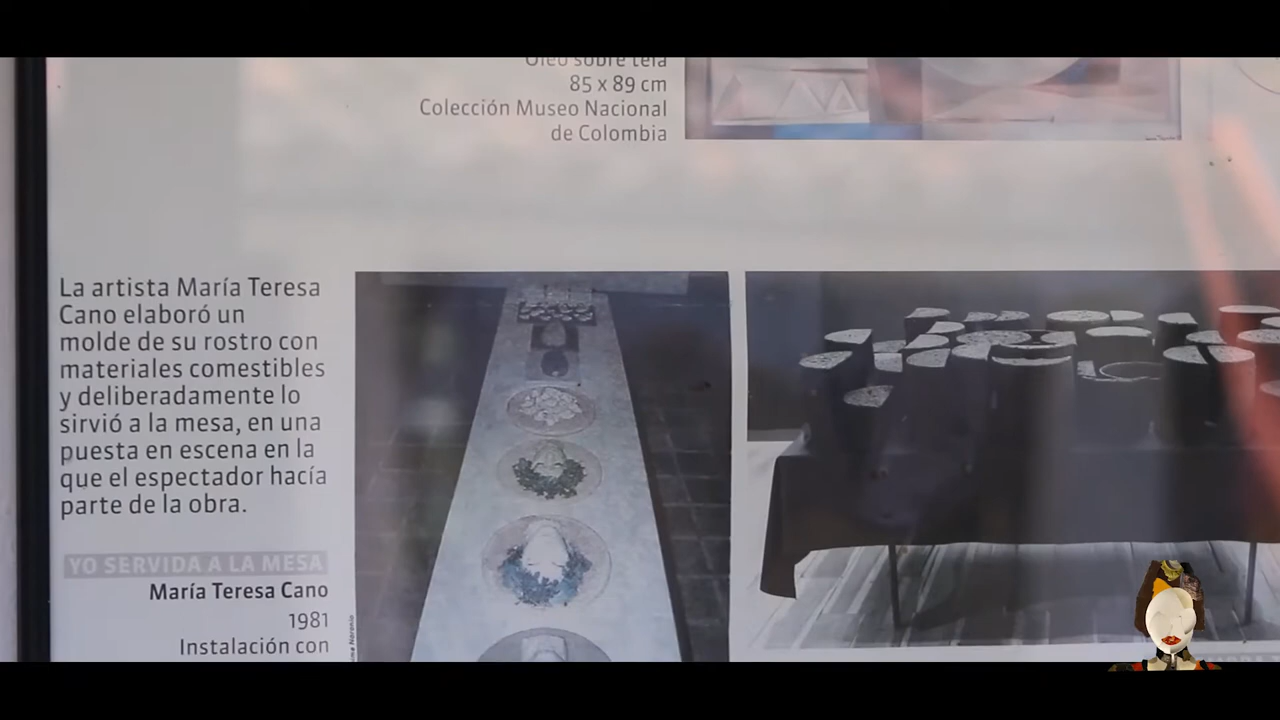 Óleo sobre tela
85 x 89 cm
Colección Museo Nacional
de Colombia
La artista María Teresa
Cano elaboró un
molde de su rostro con
materiales comestibles
y deliberadamente lo
sirvió a la mesa, en una
puesta en escena en la
que el espectador hacía
parte de la obra.
YO SERVIDA A LA MESA
María Teresa Cano
1981
Instalación con